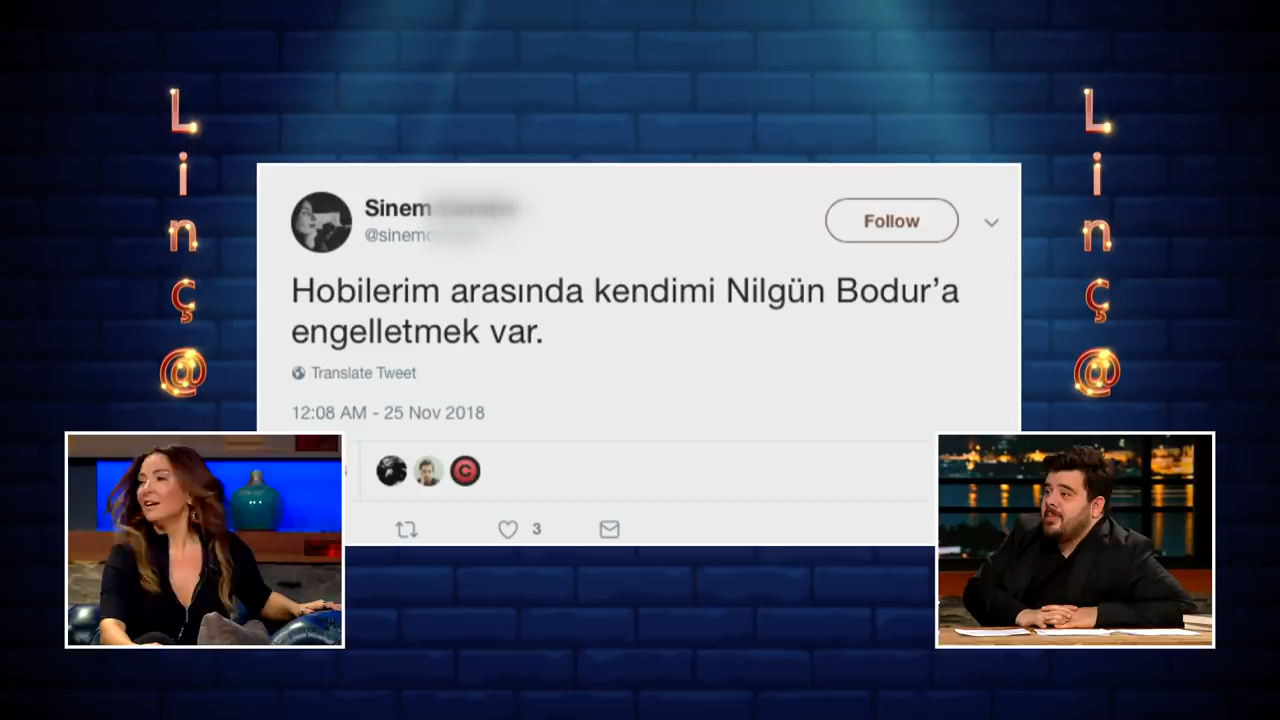 Linç@
Linç@
Sinem
@sinem
Follow
Hobilerim arasında kendimi Nilgün Bodur’a
engelletmek var.
Translate Tweet
12:08 AM - 25 Nov 2018
C
3